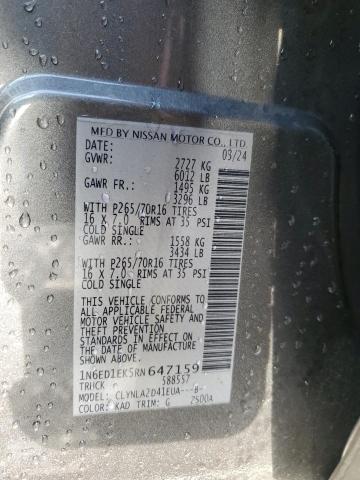 MFD BY NISSAN MOTOR CO., LTD.
DATE: 03/24
GVWR: 2727 KG
6012 LB
GAWR FR.: 1495 KG
3296 LB
WITH P265/70R16 TIRES
16 X 7.0 RIMS AT 35 PSI
COLD SINGLE
GAWR RR.: 1558 KG
3434 LB
WITH P265/70R16 TIRES
16 X 7.0 RIMS AT 35 PSI
COLD SINGLE
THIS VEHICLE CONFORMS TO
ALL APPLICABLE FEDERAL
MOTOR VEHICLE SAFETY
AND THEFT PREVENTION
STANDARDS IN EFFECT ON
THE DATE OF MANUFACTURE
SHOWN ABOVE.
1N6ED1EK5RN647159
TRUCK 588557
MODEL: CLYNLAZD41EUA---B-
COLOR: KAD TRIM: G